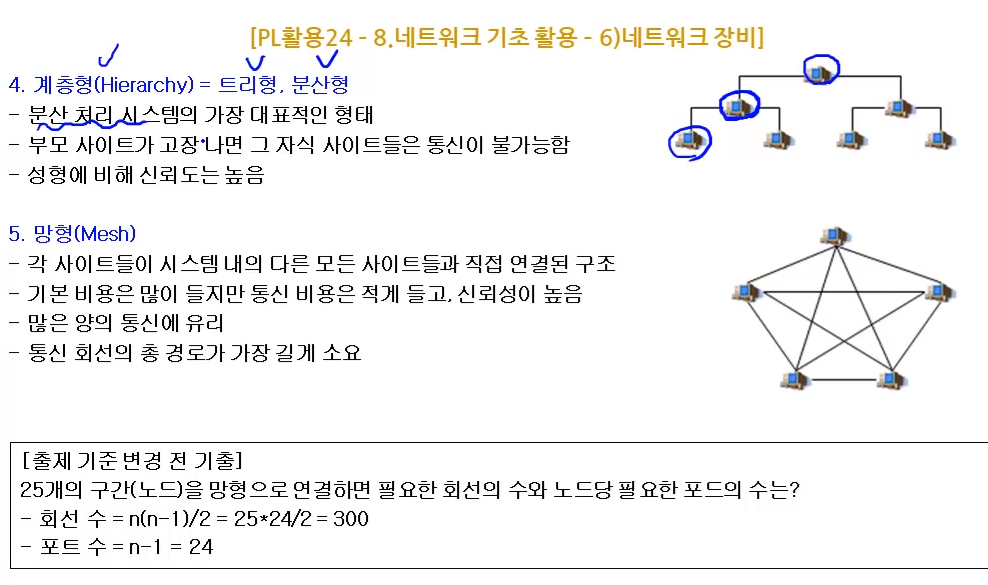 [PL활용24 - 8.네트워크 기초 활용 - 6)네트워크 장비]
4. 계층형(Hierarchy) = 트리형, 분산형
- 분산 처리 시스템의 가장 대표적인 형태
- 부모 사이트가 고장 나면 그 자식 사이트들은 통신이 불가능함
- 성형에 비해 신뢰도는 높음
5. 망형(Mesh)
- 각 사이트들이 시스템 내의 다른 모든 사이트들과 직접 연결된 구조
- 기본 비용은 많이 들지만 통신 비용은 적게 들고, 신뢰성이 높음
- 많은 양의 통신에 유리
- 통신 회선의 총 경로가 가장 길게 소요
[출제 기준 변경 전 기출]
25개의 구간(노드)을 망형으로 연결하면 필요한 회선의 수와 노드당 필요한 포드의 수는?
- 회선 수 = n(n-1)/2 = 25*24/2 = 300
- 포트 수 = n-1 = 24